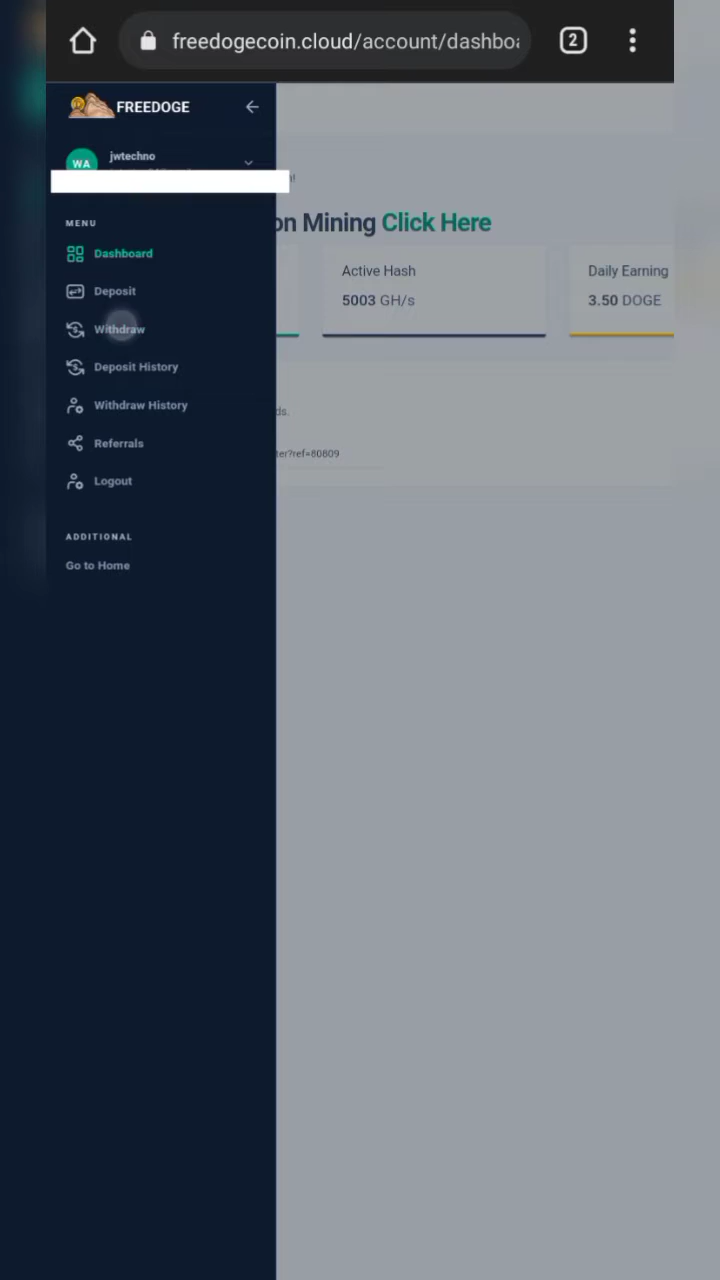 freedogecoin.cloud/account/dashbo
2
FREEDOGE
WA
jwtechno
on Mining Click Here
Active Hash
5003 GH/s
Daily Earning
3.50 DOGE
MENU
Dashboard
Deposit
Withdraw
Deposit History
Withdraw History
Referrals
Logout
ds.
ter?ref=80809
ADDITIONAL
Go to Home